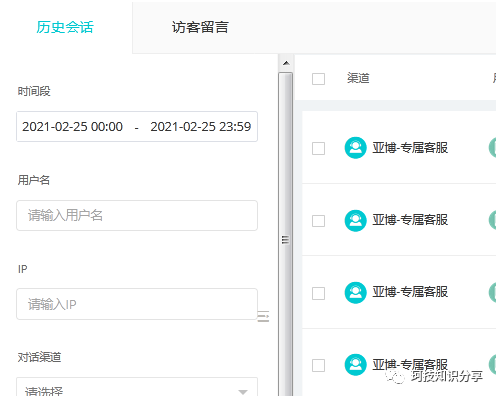 历史会话 访客留言
时间段
2021-02-25 00:00 - 2021-02-25 23:59
用户名
请输入用户名
IP
请输入IP
对话渠道
请选择
渠道
亚博-专属客服
亚博-专属客服
亚博-专属客服
亚博-专属客服
珂技知识分享